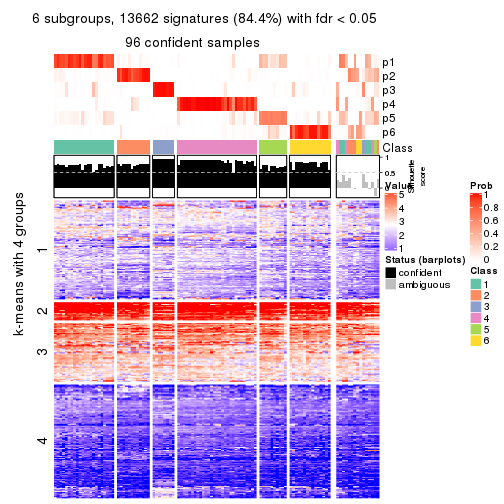 6 subgroups, 13662 signatures (84.4%) with fdr < 0.05
96 confident samples
p1
p2
p3
p4
p5
p6
Class
1
0.5
0
Silhouette
score
k-means with 4 groups
1
2
3
4
Value
5
4
3
2
1
Status (barplots)
confident
ambiguous
Prob
1
0.8
0.6
0.4
0.2
0
Class
1
2
3
4
5
6